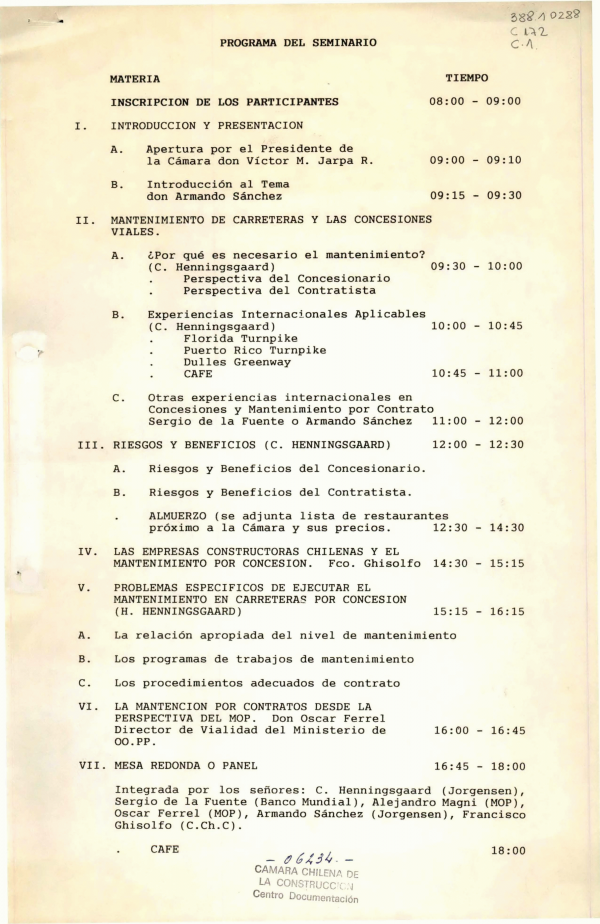 388.10288
C 172
C.1.
PROGRAMA DEL SEMINARIO
MATERIA TIEMPO
INSCRIPCION DE LOS PARTICIPANTES 08:00 - 09:00
I. INTRODUCCION Y PRESENTACION
A. Apertura por el Presidente de
la Cámara don Víctor M. Jarpa R. 09:00 - 09:10
B. Introducción al Tema
don Armando Sánchez 09:15 - 09:30
II. MANTENIMIENTO DE CARRETERAS Y LAS CONCESIONES
VIALES.
A. ¿Por qué es necesario el mantenimiento?
(C. Henningsgaard) 09:30 - 10:00
. Perspectiva del Concesionario
. Perspectiva del Contratista
B. Experiencias Internacionales Aplicables
(C. Henningsgaard) 10:00 - 10:45
. Florida Turnpike
. Puerto Rico Turnpike
. Dulles Greenway
. CAFE 10:45 - 11:00
C. Otras experiencias internacionales en
Concesiones y Mantenimiento por Contrato
Sergio de la Fuente o Armando Sánchez 11:00 - 12:00
III. RIESGOS Y BENEFICIOS (C. HENNINGSGAARD) 12:00 - 12:30
A. Riesgos y Beneficios del Concesionario.
B. Riesgos y Beneficios del Contratista.
. ALMUERZO (se adjunta lista de restaurantes
próximo a la Cámara y sus precios. 12:30 - 14:30
IV. LAS EMPRESAS CONSTRUCTORAS CHILENAS Y EL
MANTENIMIENTO POR CONCESION. Fco. Ghisolfo 14:30 - 15:15
V. PROBLEMAS ESPECIFICOS DE EJECUTAR EL
MANTENIMIENTO EN CARRETERAS POR CONCESION
(H. HENNINGSGAARD) 15:15 - 16:15
A. La relación apropiada del nivel de mantenimiento
B. Los programas de trabajos de mantenimiento
C. Los procedimientos adecuados de contrato
VI. LA MANTENCION POR CONTRATOS DESDE LA
PERSPECTIVA DEL MOP. Don Oscar Ferrel
Director de Vialidad del Ministerio de 16:00 - 16:45
OO.PP.
VII. MESA REDONDA O PANEL 16:45 - 18:00
Integrada por los señores: C. Henningsgaard (Jorgensen),
Sergio de la Fuente (Banco Mundial), Alejandro Magni (MOP),
Oscar Ferrel (MOP), Armando Sánchez (Jorgensen), Francisco
Ghisolfo (C.Ch.C).
. CAFE 18:00
- 06234. -
CAMARA CHILENA DE
LA CONSTRUCCION
Centro Documentación